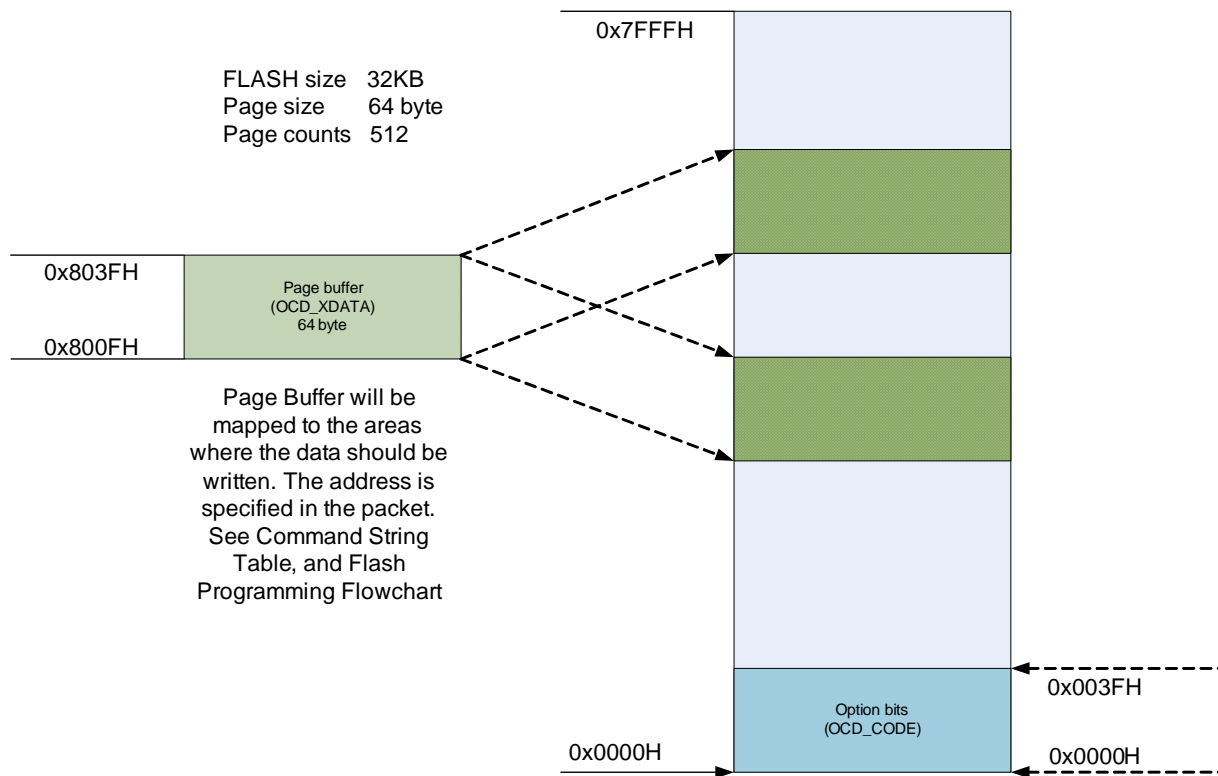 0x7FFFH
FLASH size 32KB
Page size 64 byte
Page counts 512
0x803FH
Page buffer
(OCD_XDATA)
64 byte
0x800FH
Page Buffer will be
mapped to the areas
where the data should be
written. The address is
specified in the packet.
See Command String
Table, and Flash
Programming Flowchart
0x003FH
Option bits
(OCD_CODE)
0x0000H
0x0000H